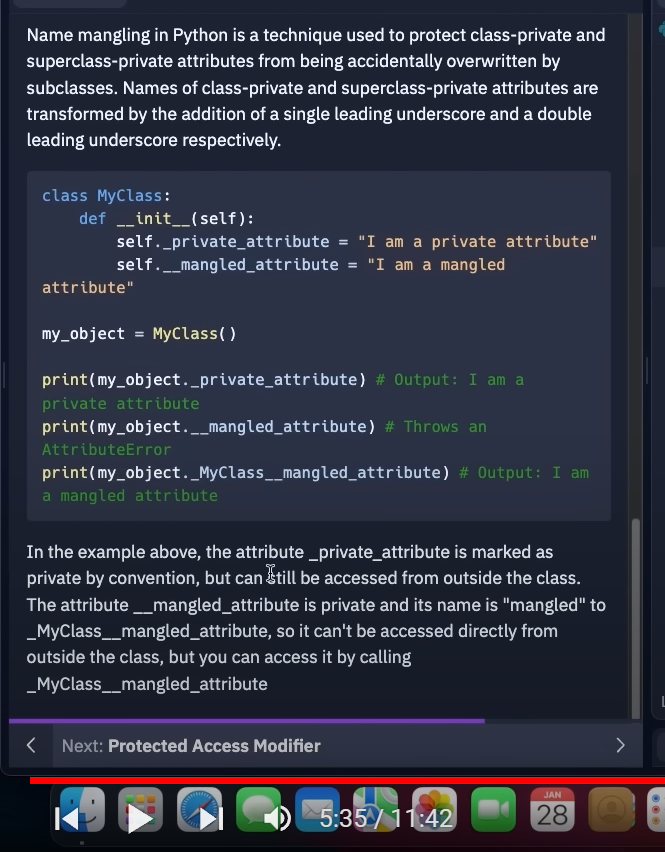 Name mangling in Python is a technique used to protect class-private and
superclass-private attributes from being accidentally overwritten by
subclasses. Names of class-private and superclass-private attributes are
transformed by the addition of a single leading underscore and a double
leading underscore respectively.
class MyClass:
    def __init__(self):
        self._private_attribute = "I am a private attribute"
        self.__mangled_attribute = "I am a mangled
attribute"
my_object = MyClass()
print(my_object._private_attribute) # Output: I am a
private attribute
print(my_object.__mangled_attribute) # Throws an
AttributeError
print(my_object._MyClass__mangled_attribute) # Output: I am
a mangled attribute
In the example above, the attribute _private_attribute is marked as
private by convention, but can still be accessed from outside the class.
The attribute __mangled_attribute is private and its name is "mangled" to
_MyClass__mangled_attribute, so it can't be accessed directly from
outside the class, but you can access it by calling
_MyClass__mangled_attribute
Next: Protected Access Modifier
5:35 / 11:42
JAN
28